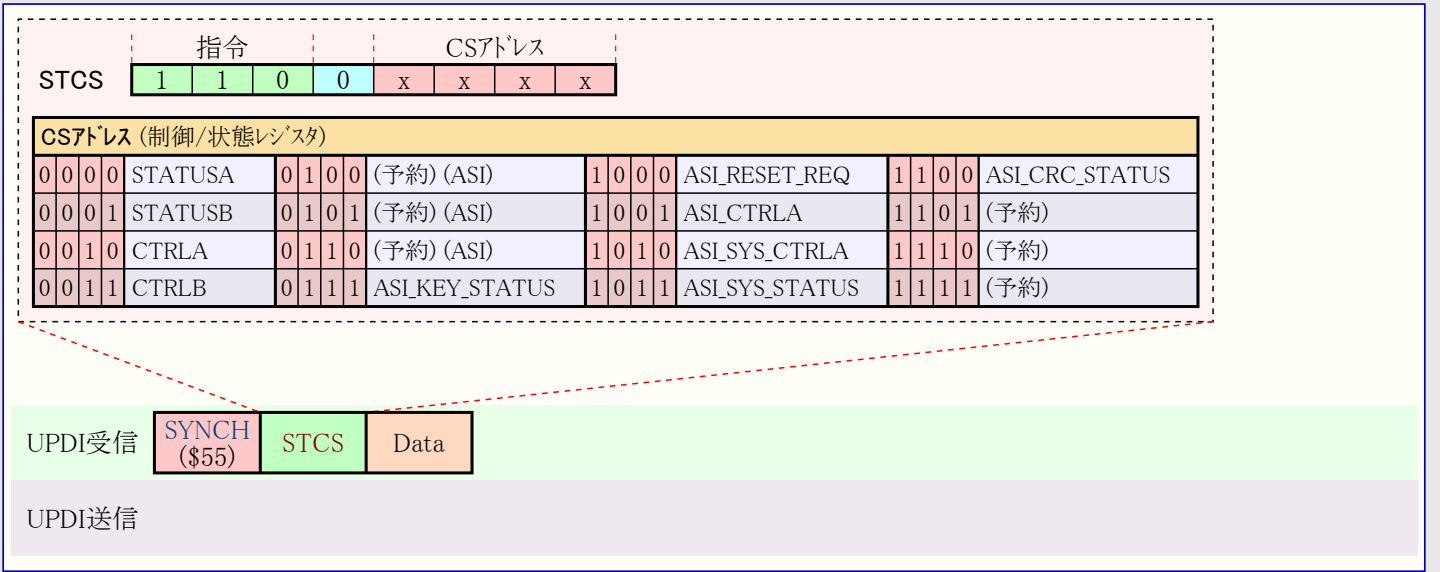 指令 CSアドレス
STCS 1 1 0 0 x x x x
CSアドレス (制御/状態レジスタ)
0 0 0 0 STATUSA 0 1 0 0 (予約) (ASI) 1 0 0 0 ASI_RESET_REQ 1 1 0 0 ASI_CRC_STATUS
0 0 0 1 STATUSB 0 1 0 1 (予約) (ASI) 1 0 0 1 ASI_CTRLA 1 1 0 1 (予約)
0 0 1 0 CTRLA 0 1 1 0 (予約) (ASI) 1 0 1 0 ASI_SYS_CTRLA 1 1 1 0 (予約)
0 0 1 1 CTRLB 0 1 1 1 ASI_KEY_STATUS 1 0 1 1 ASI_SYS_STATUS 1 1 1 1 (予約)
UPDI受信 SYNCH ($55) STCS Data
UPDI送信